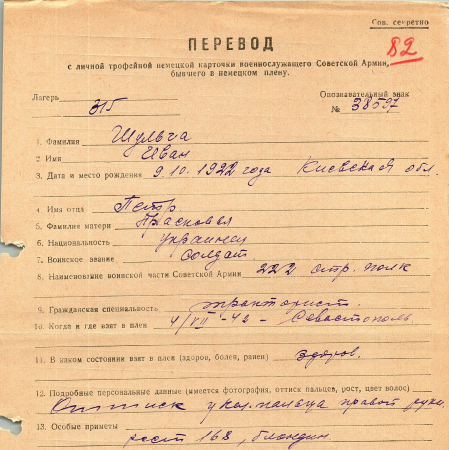 Сов. секретно
82
ПЕРЕВОД
с личной трофейной немецкой карточки военнослужащего Советской Армии,
бывшего в немецком плену.
Лагерь 315
Опознавательный знак
№ 38597
1. Фамилия Шульга
2. Имя Иван
3. Дата и место рождения 9.10.1922 года Киевская обл.
4. Имя отца Петр
5. Фамилия матери Прасковья
6. Национальность украинец
7. Воинское звание солдат
8. Наименование воинской части Советской Армии 222 стр. полк
9. Гражданская специальность тракторист.
10. Когда и где взят в плен 4/VII-42 - Севастополь
11. В каком состоянии взят в плен (здоров, болен, ранен) здоров.
12. Подробные персональные данные (имеется фотография, оттиск пальцев, рост, цвет волос)
Оттиск указ. пальца правой руки.
13. Особые приметы
рост 168, блондин